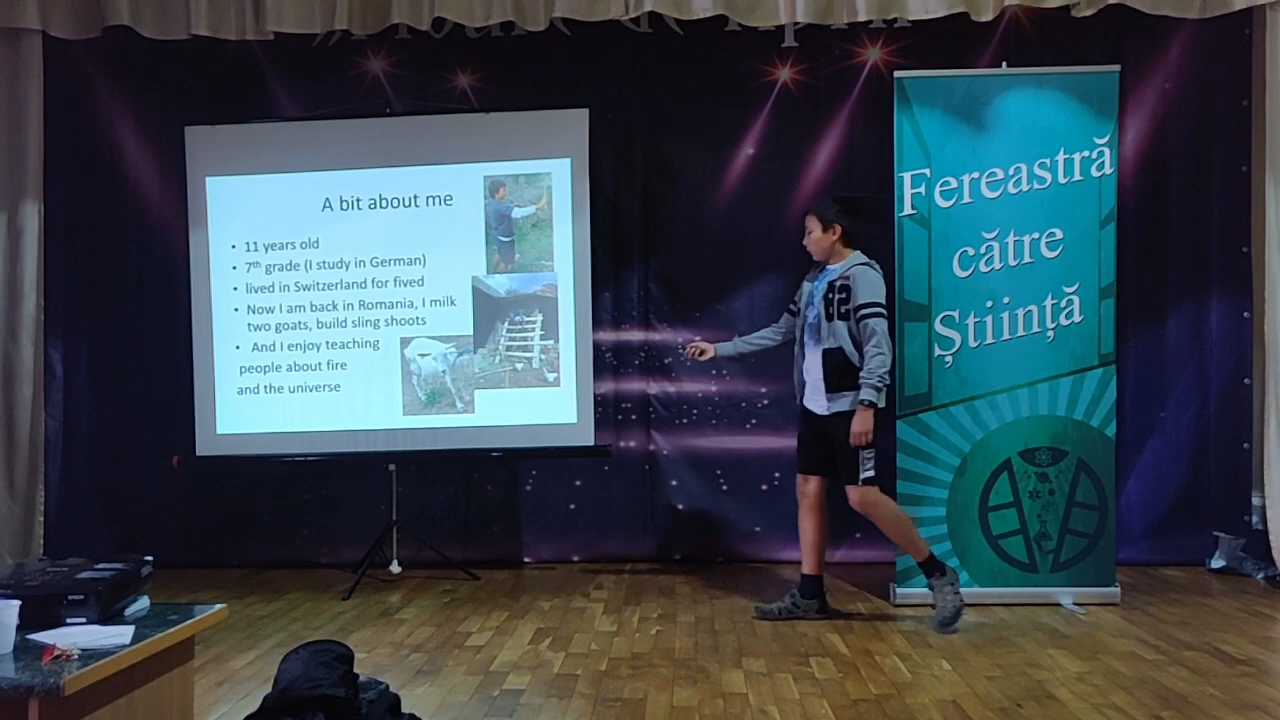 A bit about me
• 11 years old
• 7th grade (I study in German)
• lived in Switzerland for fived
• Now I am back in Romania, I milk
two goats, build sling shoots
• And I enjoy teaching
people about fire
and the universe
82
Fereastră
către
Știință
EPSON